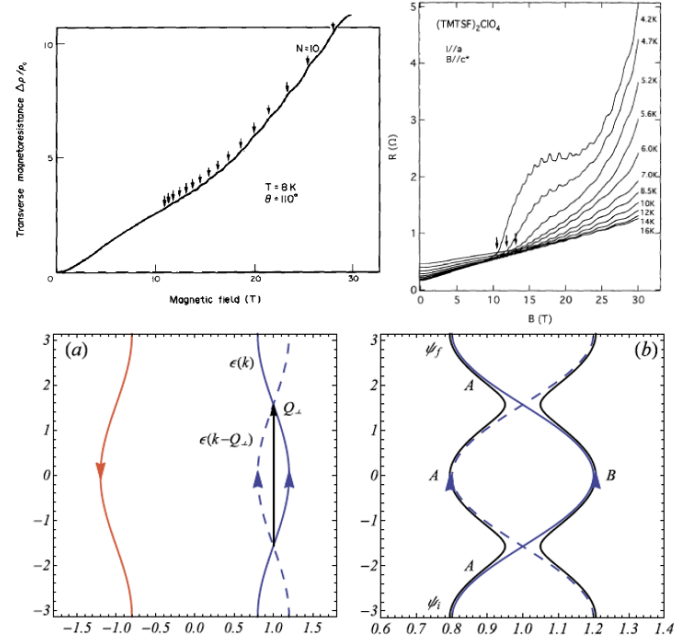 Transverse magnetoresistance Δρ/ρ₀
10
5
0
N=10
T = 8 K
θ = 110°
0
10
20
30
Magnetic field (T)
(TMTSF)₂ClO₄
I//a
B//c*
R (Ω)
5
4
3
2
1
0
4.2K
4.7K
5.2K
5.6K
6.0K
7.0K
8.5K
10K
12K
14K
16K
0
5
10
15
20
25
30
B (T)
(a)
ϵ(k)
Q⊥
ϵ(k−Q⊥)
3
2
1
0
−1
−2
−3
−1.5
−1.0
−0.5
0.0
0.5
1.0
1.5
(b)
ψf
A
A
B
A
ψi
3
2
1
0
−1
−2
−3
0.6
0.8
1.0
1.2
1.4